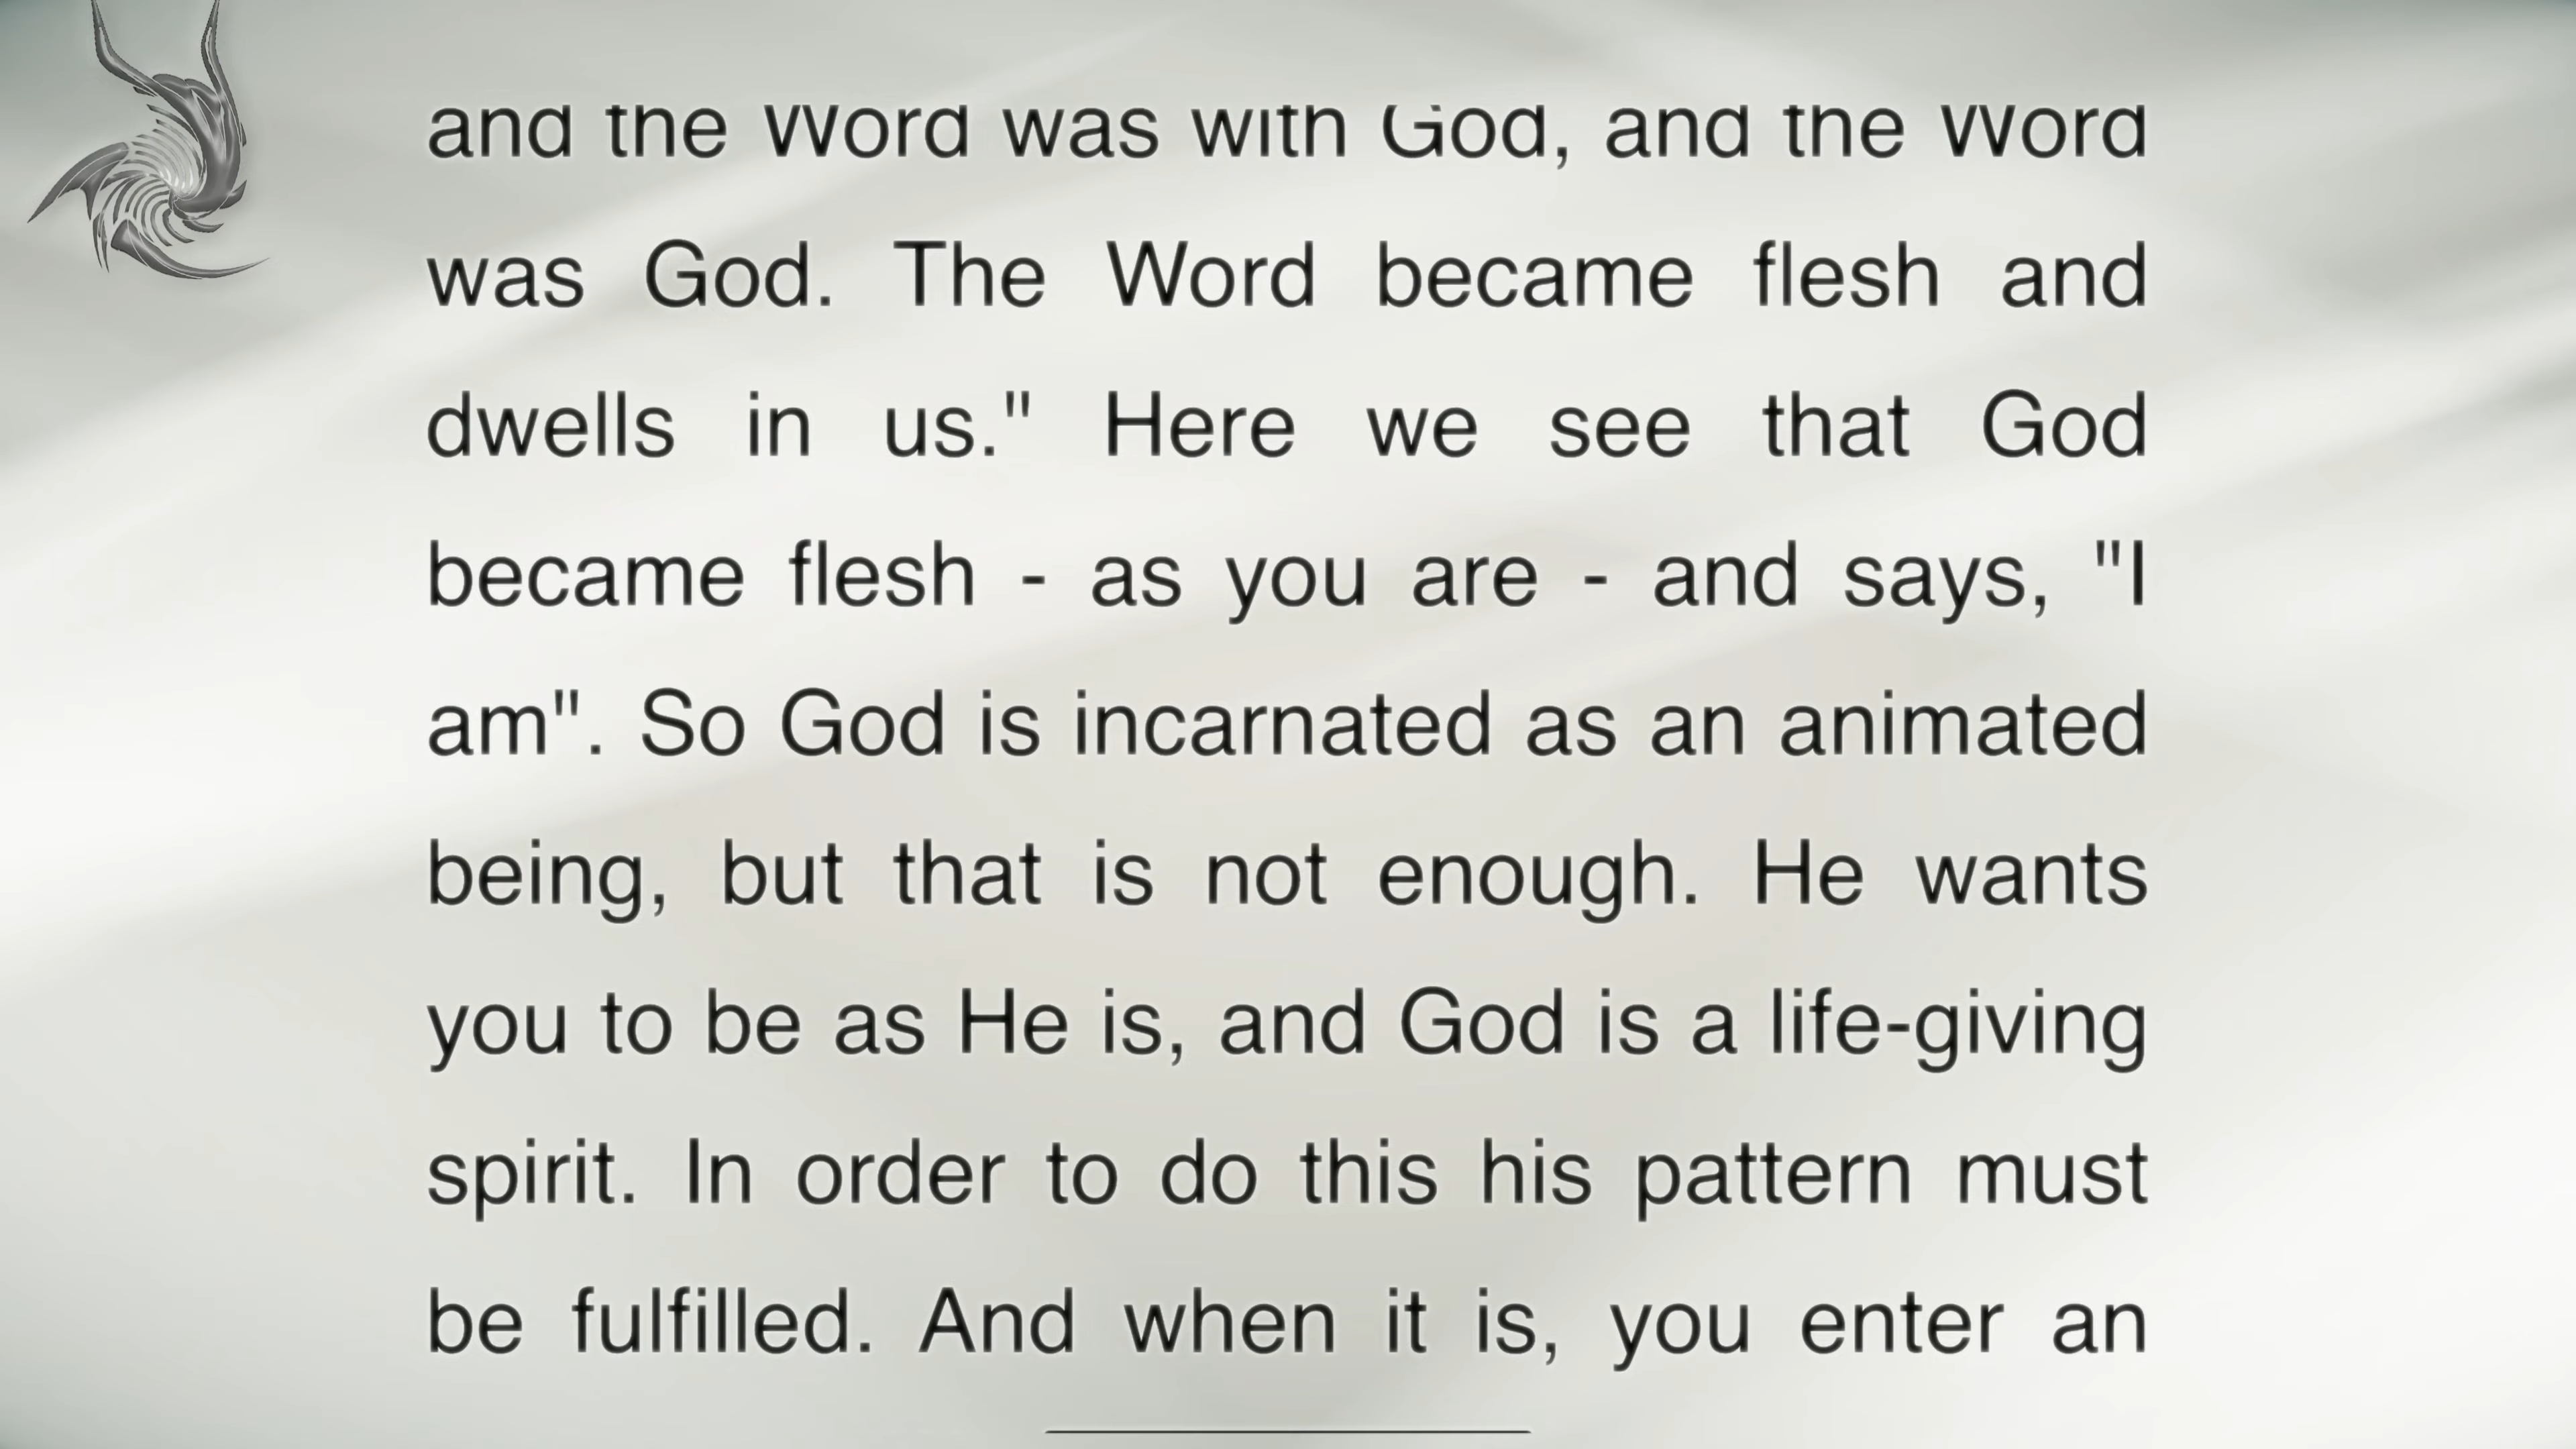 and the Word was with God, and the Word
was God. The Word became flesh and
dwells in us." Here we see that God
became flesh - as you are - and says, "I
am". So God is incarnated as an animated
being, but that is not enough. He wants
you to be as He is, and God is a life-giving
spirit. In order to do this his pattern must
be fulfilled. And when it is, you enter an